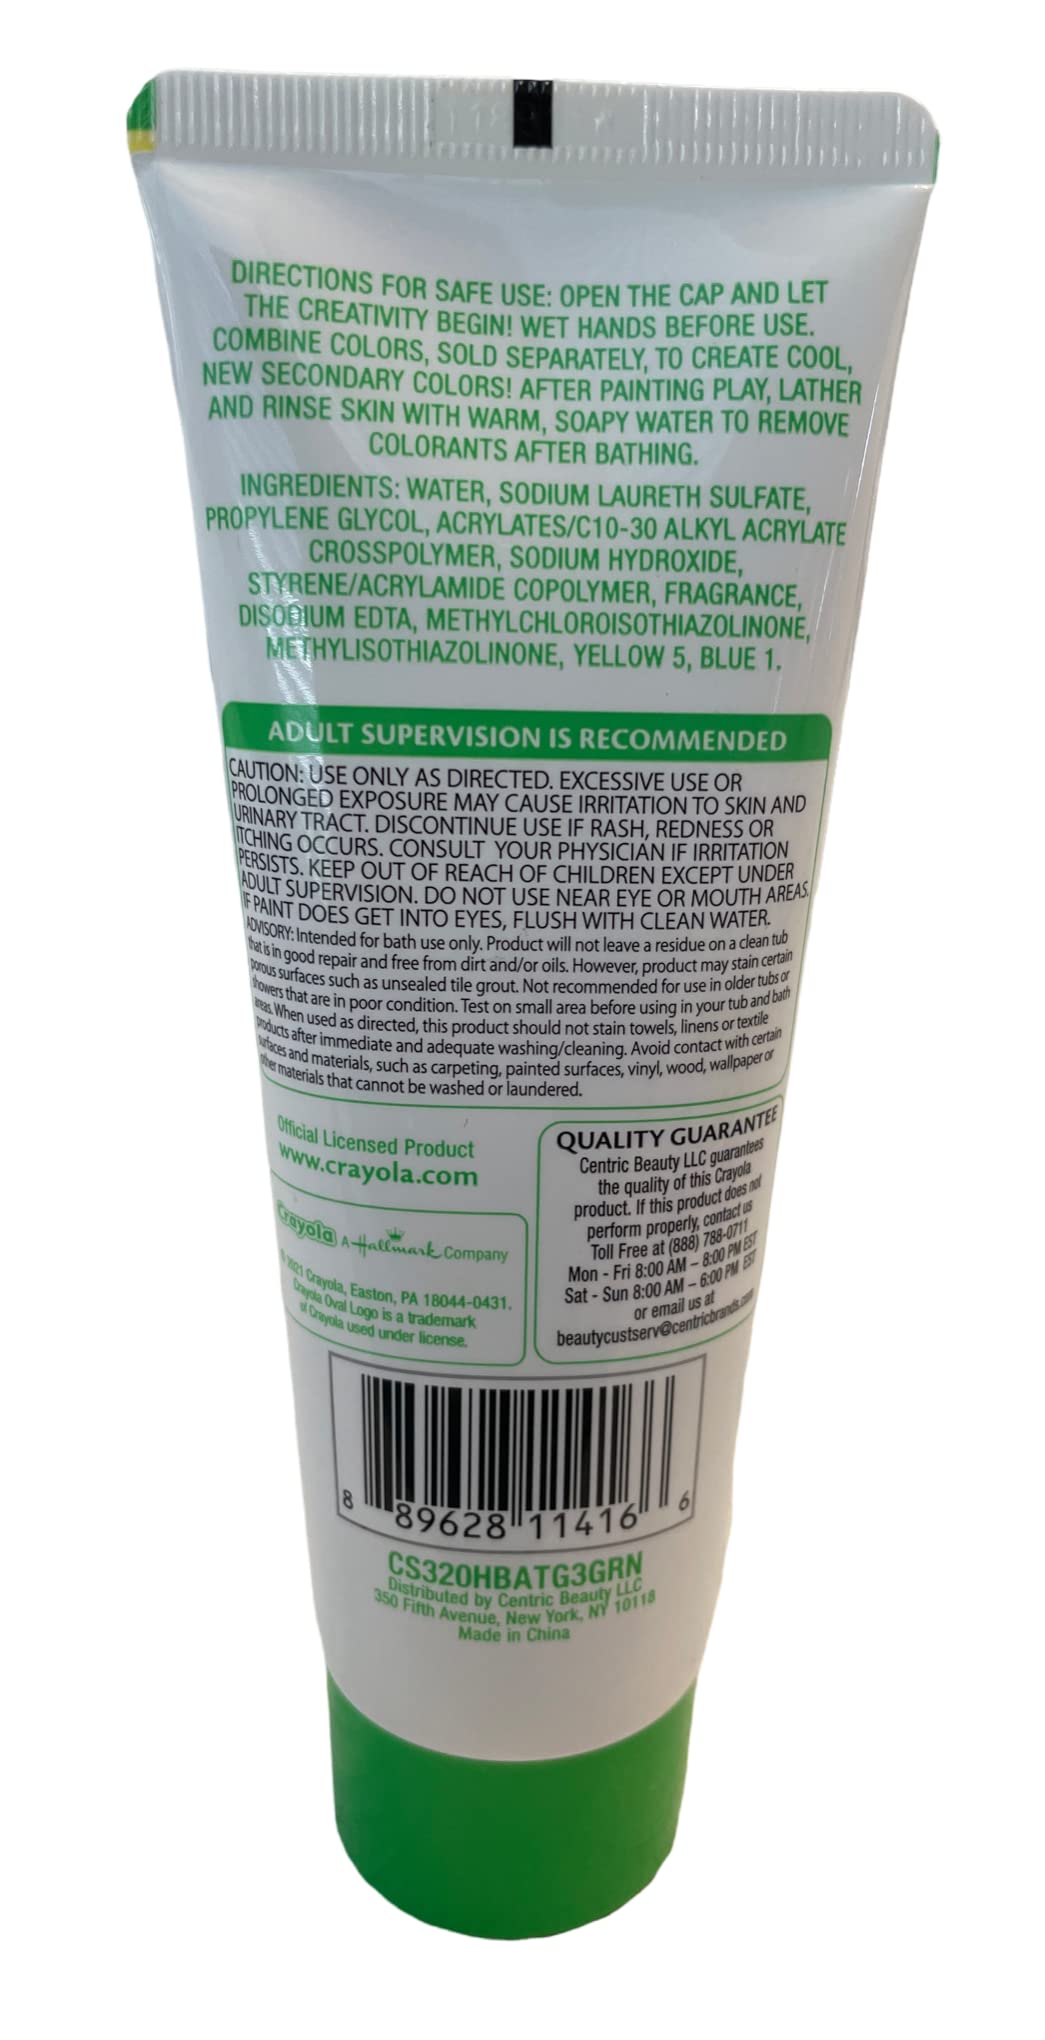 DIRECTIONS FOR SAFE USE: OPEN THE CAP AND LET
THE CREATIVITY BEGIN! WET HANDS BEFORE USE.
COMBINE COLORS, SOLD SEPARATELY, TO CREATE COOL,
NEW SECONDARY COLORS! AFTER PAINTING PLAY, LATHER
AND RINSE SKIN WITH WARM, SOAPY WATER TO REMOVE
COLORANTS AFTER BATHING.
INGREDIENTS: WATER, SODIUM LAURETH SULFATE,
PROPYLENE GLYCOL, ACRYLATES/C10-30 ALKYL ACRYLATE
CROSSPOLYMER, SODIUM HYDROXIDE,
STYRENE/ACRYLAMIDE COPOLYMER, FRAGRANCE,
DISODIUM EDTA, METHYLCHLOROISOTHIAZOLINONE,
METHYLISOTHIAZOLINONE, YELLOW 5, BLUE 1.
ADULT SUPERVISION IS RECOMMENDED
CAUTION: USE ONLY AS DIRECTED. EXCESSIVE USE OR
PROLONGED EXPOSURE MAY CAUSE IRRITATION TO SKIN AND
URINARY TRACT. DISCONTINUE USE IF RASH, REDNESS OR
ITCHING OCCURS. CONSULT YOUR PHYSICIAN IF IRRITATION
PERSISTS. KEEP OUT OF REACH OF CHILDREN EXCEPT UNDER
ADULT SUPERVISION. DO NOT USE NEAR EYE OR MOUTH AREAS.
IF PAINT DOES GET INTO EYES, FLUSH WITH CLEAN WATER.
ADVISORY: Intended for bath use only. Product will not leave a residue on a clean tub
that is in good repair and free from dirt and/or oils. However, product may stain certain
porous surfaces such as unsealed tile grout. Not recommended for use in older tubs or
showers that are in poor condition. Test on small area before using in your tub and bath
areas. When used as directed, this product should not stain towels, linens or textile
products after immediate and adequate washing/cleaning. Avoid contact with certain
surfaces and materials, such as carpeting, painted surfaces, vinyl, wood, wallpaper or
other materials that cannot be washed or laundered.
Official Licensed Product
www.crayola.com
Crayola A Hallmark Company
© 2021 Crayola, Easton, PA 18044-0431.
Crayola Oval Logo is a trademark
of Crayola used under license.
QUALITY GUARANTEE
Centric Beauty LLC guarantees
the quality of this Crayola
product. If this product does not
perform properly, contact us
Toll Free at (888) 788-0711
Mon - Fri 8:00 AM – 8:00 PM EST
Sat - Sun 8:00 AM – 6:00 PM EST
or email us at
beautycustserv@centricbrands.com
8 89628 11416 6
CS320HBATG3GRN
Distributed by Centric Beauty LLC
350 Fifth Avenue, New York, NY 10118
Made in China